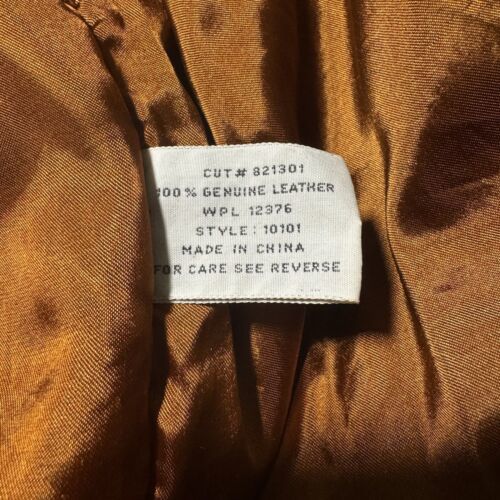 CUT# 821301
100% GENUINE LEATHER
WPL 12376
STYLE: 10101
MADE IN CHINA
FOR CARE SEE REVERSE